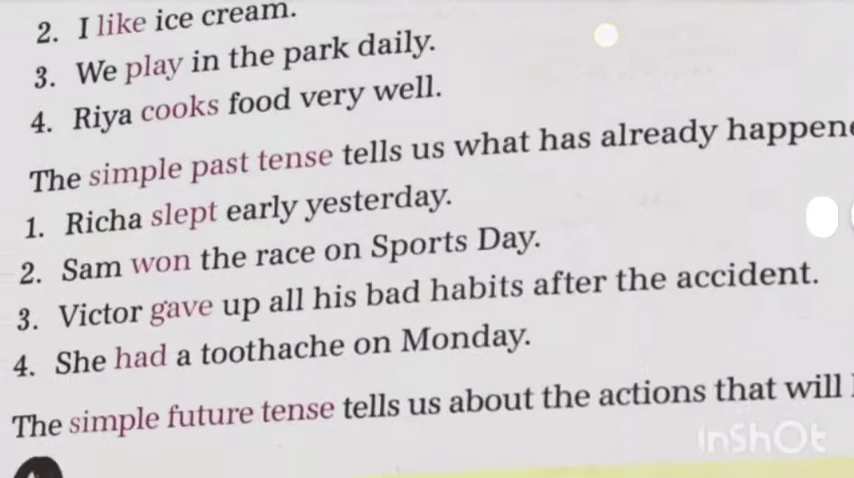 2. I like ice cream.
3. We play in the park daily.
4. Riya cooks food very well.
The simple past tense tells us what has already
1. Richa slept early yesterday.
2. Sam won the race on Sports Day.
3. Victor gave up all his bad habits after the accident.
4. She had a toothache on Monday.
The simple future tense tells us about the actions that will
InShOt